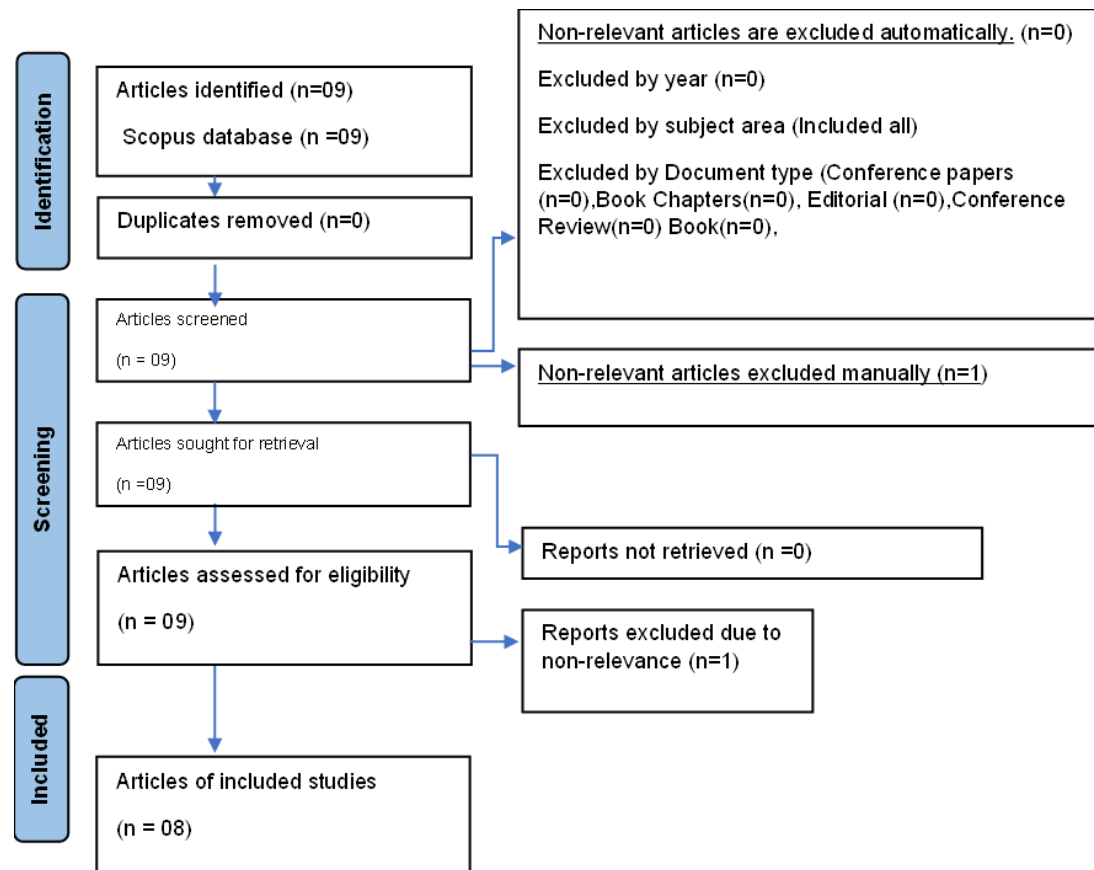 Identification
Articles identified (n=09)
Scopus database (n =09)
Duplicates removed (n=0)
Non-relevant articles are excluded automatically. (n=0)
Excluded by year (n=0)
Excluded by subject area (Included all)
Excluded by Document type (Conference papers
(n=0),Book Chapters(n=0), Editorial (n=0),Conference
Review(n=0) Book(n=0),
Screening
Articles screened
(n = 09)
Non-relevant articles excluded manually (n=1)
Articles sought for retrieval
(n =09)
Reports not retrieved (n =0)
Articles assessed for eligibility
(n = 09)
Reports excluded due to
non-relevance (n=1)
Included
Articles of included studies
(n = 08)